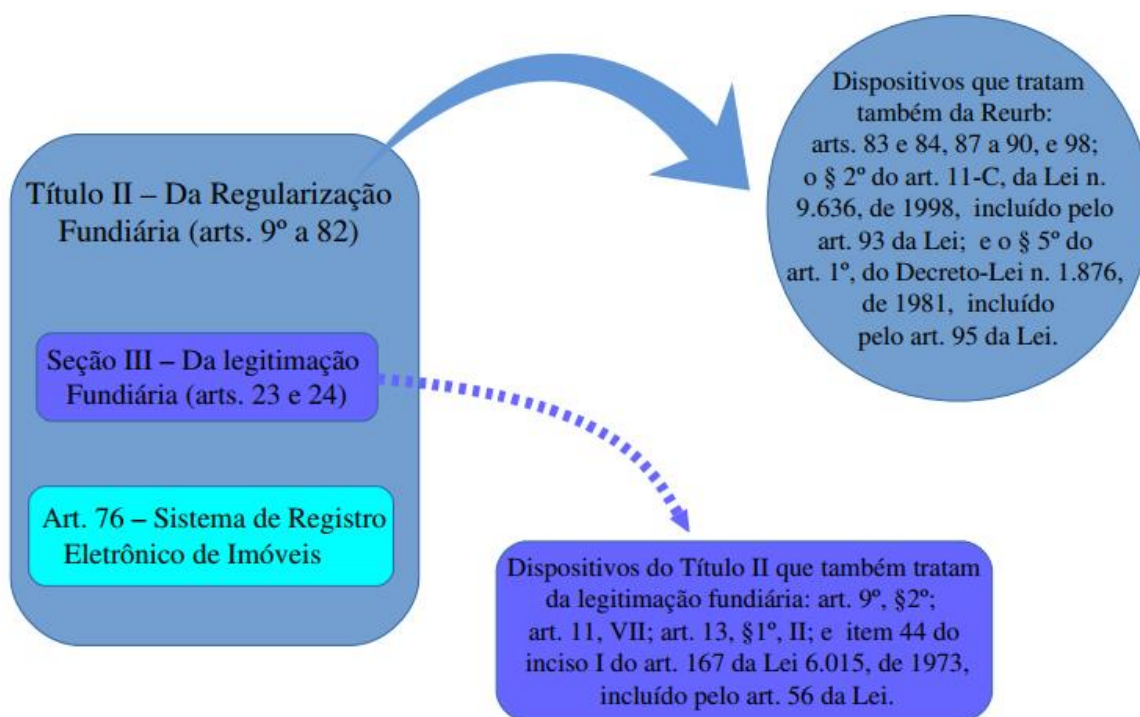 Título II – Da Regularização
Fundiária (arts. 9º a 82)
Seção III – Da legitimação
Fundiária (arts. 23 e 24)
Art. 76 – Sistema de Registro
Eletrônico de Imóveis
Dispositivos que tratam
também da Reurb:
arts. 83 e 84, 87 a 90, e 98;
o § 2º do art. 11-C, da Lei n.
9.636, de 1998, incluído pelo
art. 93 da Lei; e o § 5º do
art. 1º, do Decreto-Lei n. 1.876,
de 1981, incluído
pelo art. 95 da Lei.
Dispositivos do Título II que também tratam
da legitimação fundiária: art. 9º, §2º;
art. 11, VII; art. 13, §1º, II; e item 44 do
inciso I do art. 167 da Lei 6.015, de 1973,
incluído pelo art. 56 da Lei.